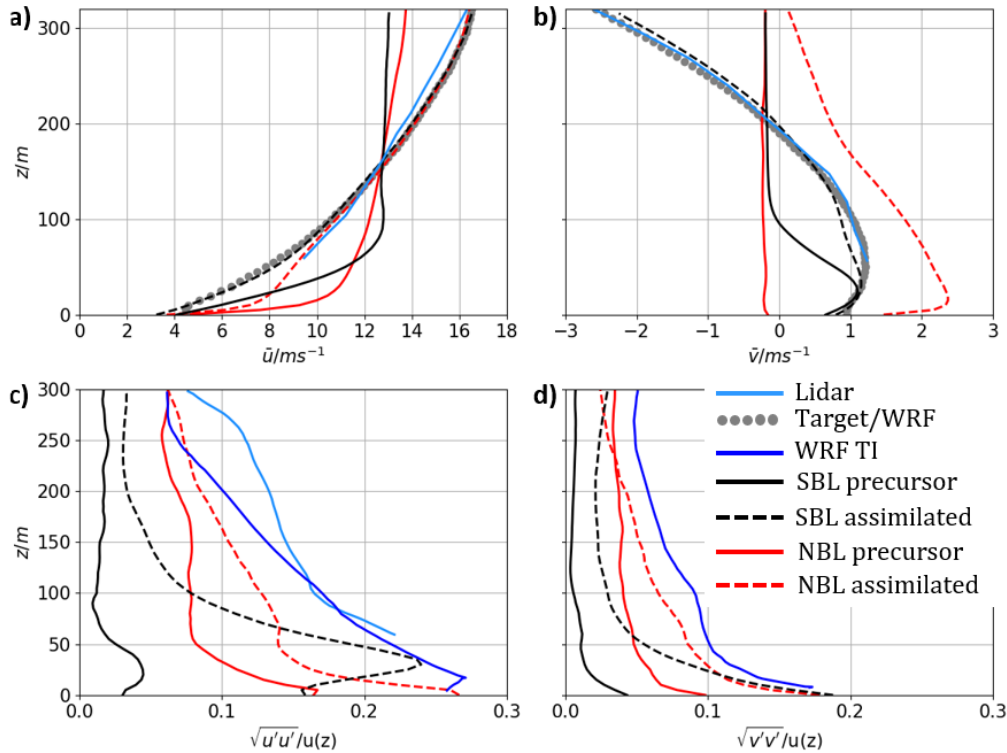 a)
300
200
100
0
z/m
0 2 4 6 8 10 12 14 16 18
ū/ms⁻¹
b)
−3 −2 −1 0 1 2 3
v̄/ms⁻¹
c)
300
250
200
150
100
50
0
z/m
0.0 0.1 0.2 0.3
√u′u′/u(z)
d)
Lidar
Target/WRF
WRF TI
SBL precursor
SBL assimilated
NBL precursor
NBL assimilated
0.0 0.1 0.2 0.3
√v′v′/u(z)